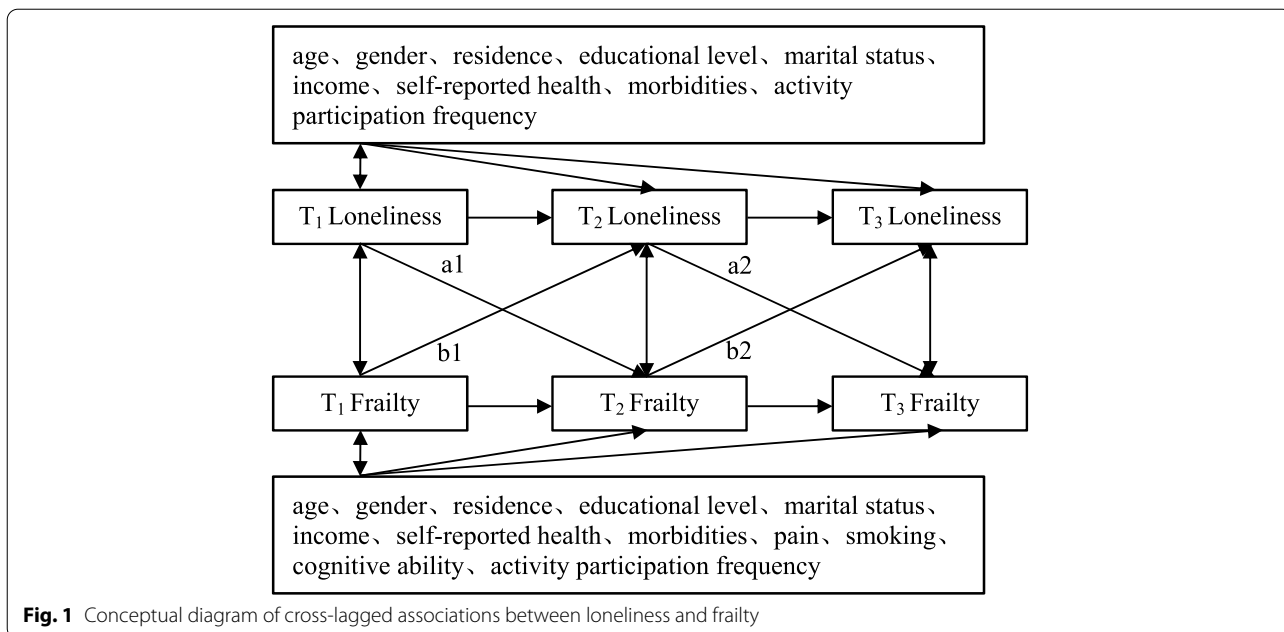 age、gender、residence、educational level、marital status、
income、self-reported health、morbidities、activity
participation frequency
T₁ Loneliness
T₂ Loneliness
T₃ Loneliness
a1
a2
b1
b2
T₁ Frailty
T₂ Frailty
T₃ Frailty
age、gender、residence、educational level、marital status、
income、self-reported health、morbidities、pain、smoking、
cognitive ability、activity participation frequency
Fig. 1 Conceptual diagram of cross-lagged associations between loneliness and frailty